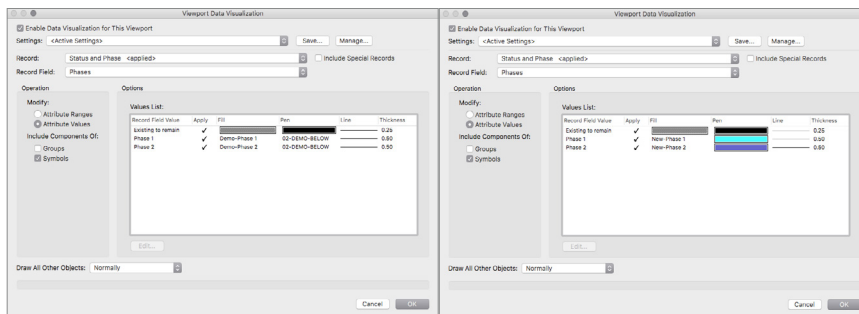 Viewport Data Visualization
Enable Data Visualization for This Viewport
Settings: <Active Settings> Save... Manage...
Record: Status and Phase <applied> Include Special Records
Record Field: Phases
Operation Options
Modify:
Attribute Ranges
Attribute Values
Include Components Of:
Groups
Symbols
Values List:
Record Field Value Apply Fill Pen Line Thickness
Existing to remain ✓ 0.25
Phase 1 ✓ Demo-Phase 1 02-DEMO-BELOW 0.50
Phase 2 ✓ Demo-Phase 2 02-DEMO-BELOW 0.50
Edit...
Draw All Other Objects: Normally
Cancel OK
Viewport Data Visualization
Enable Data Visualization for This Viewport
Settings: <Active Settings> Save... Manage...
Record: Status and Phase <applied> Include Special Records
Record Field: Phases
Operation Options
Modify:
Attribute Ranges
Attribute Values
Include Components Of:
Groups
Symbols
Values List:
Record Field Value Apply Fill Pen Line Thickness
Existing to remain ✓ 0.25
Phase 1 ✓ New-Phase 1 0.50
Phase 2 ✓ New-Phase 2 0.50
Edit...
Draw All Other Objects: Normally
Cancel OK